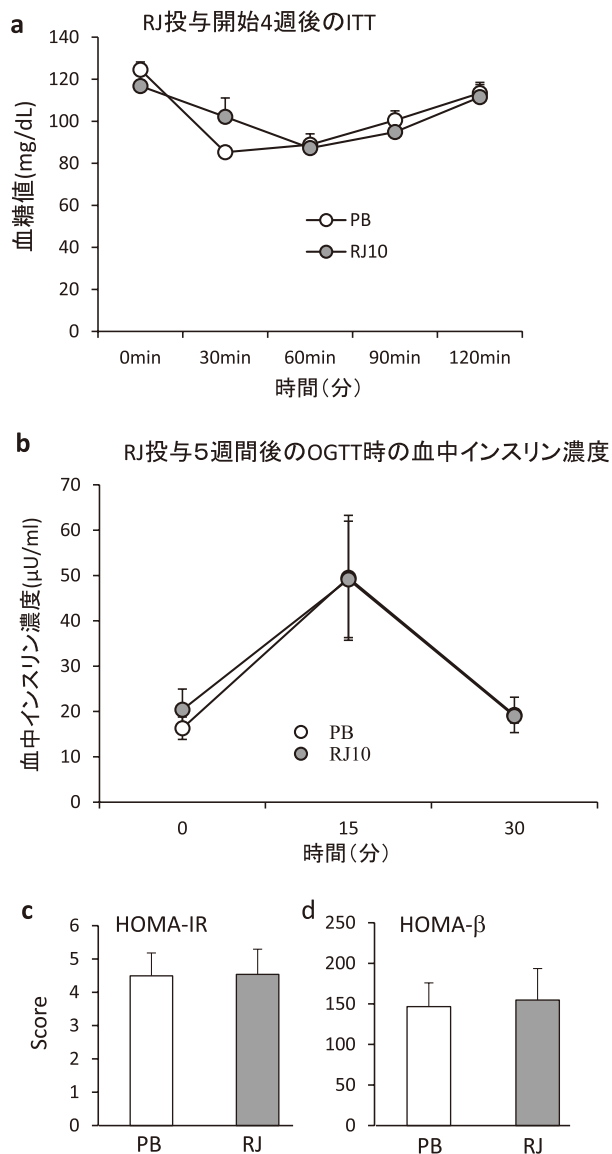 a
RJ投与開始4週後のITT
140
120
100
80
60
40
20
0
血糖値(mg/dL)
PB
RJ10
0min 30min 60min 90min 120min
時間(分)
b
RJ投与5週間後のOGTT時の血中インスリン濃度
70
60
50
40
30
20
10
0
血中インスリン濃度(μU/ml)
PB
RJ10
0 15 30
時間(分)
c
HOMA-IR
6
5
4
3
2
1
0
Score
PB RJ
d
HOMA-β
250
200
150
100
50
0
PB RJ